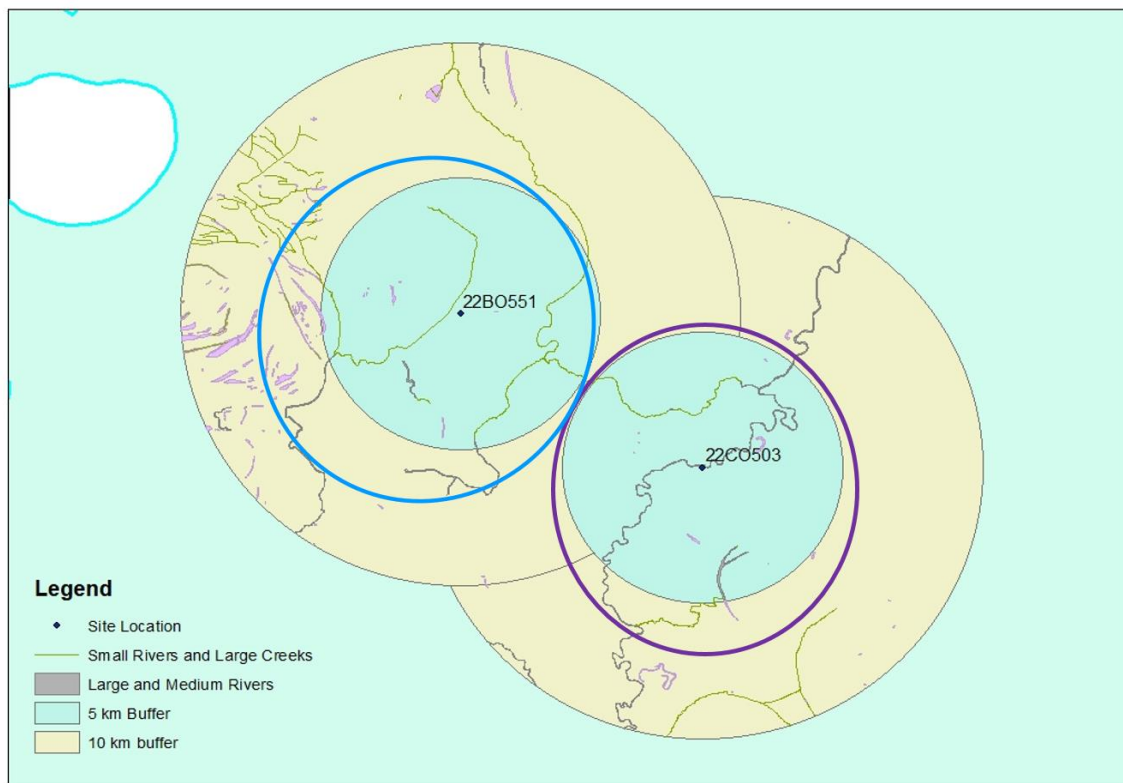 22BO551
22CO503
Legend
Site Location
Small Rivers and Large Creeks
Large and Medium Rivers
5 km Buffer
10 km buffer